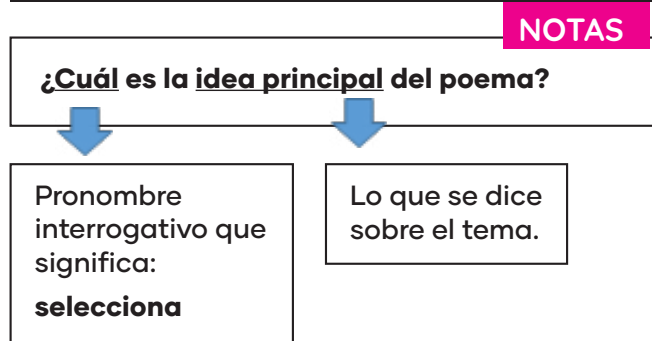 NOTAS
¿Cuál es la idea principal del poema?
Pronombre
interrogativo que
significa:
selecciona
Lo que se dice
sobre el tema.